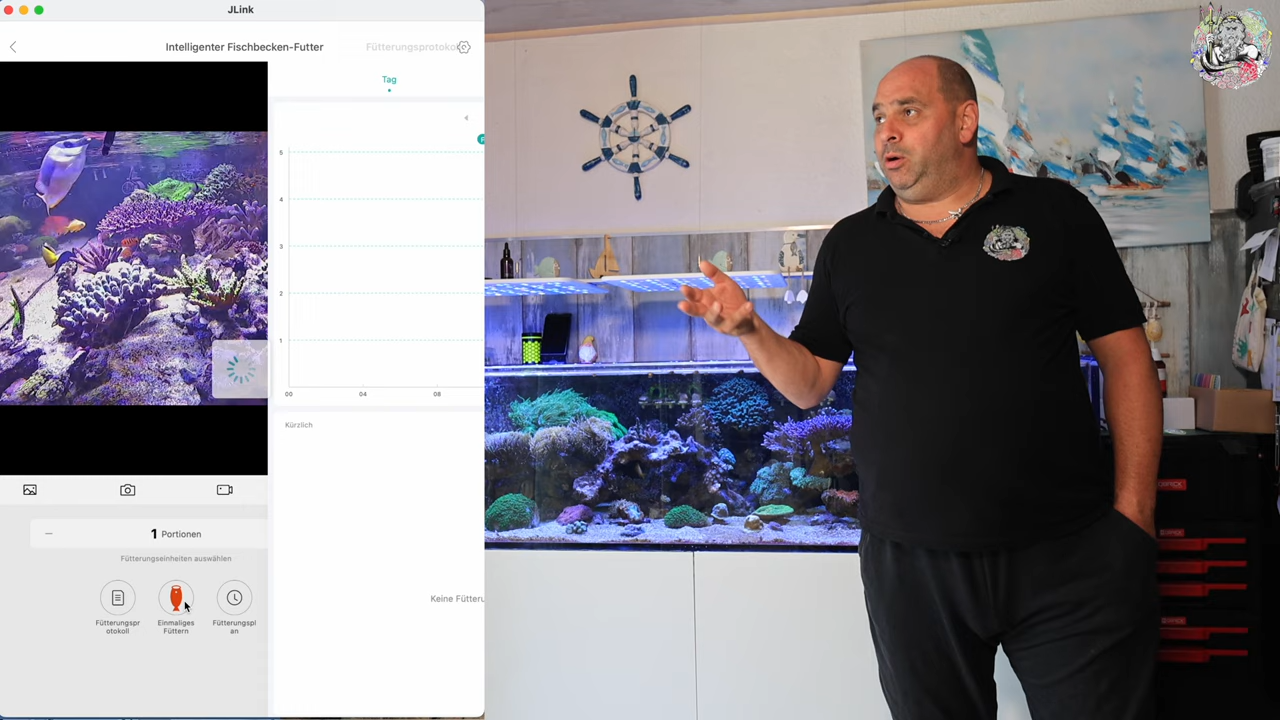 JLink
Intelligenter Fischbecken-Futter
Fütterungsprotokol
Tag
5
4
3
2
1
00 04 08
Kürzlich
1 Portionen
Fütterungseinheiten auswählen
Keine Fütteru
Fütterungspr
otokoll
Einmaliges
Füttern
Fütterungspl
an